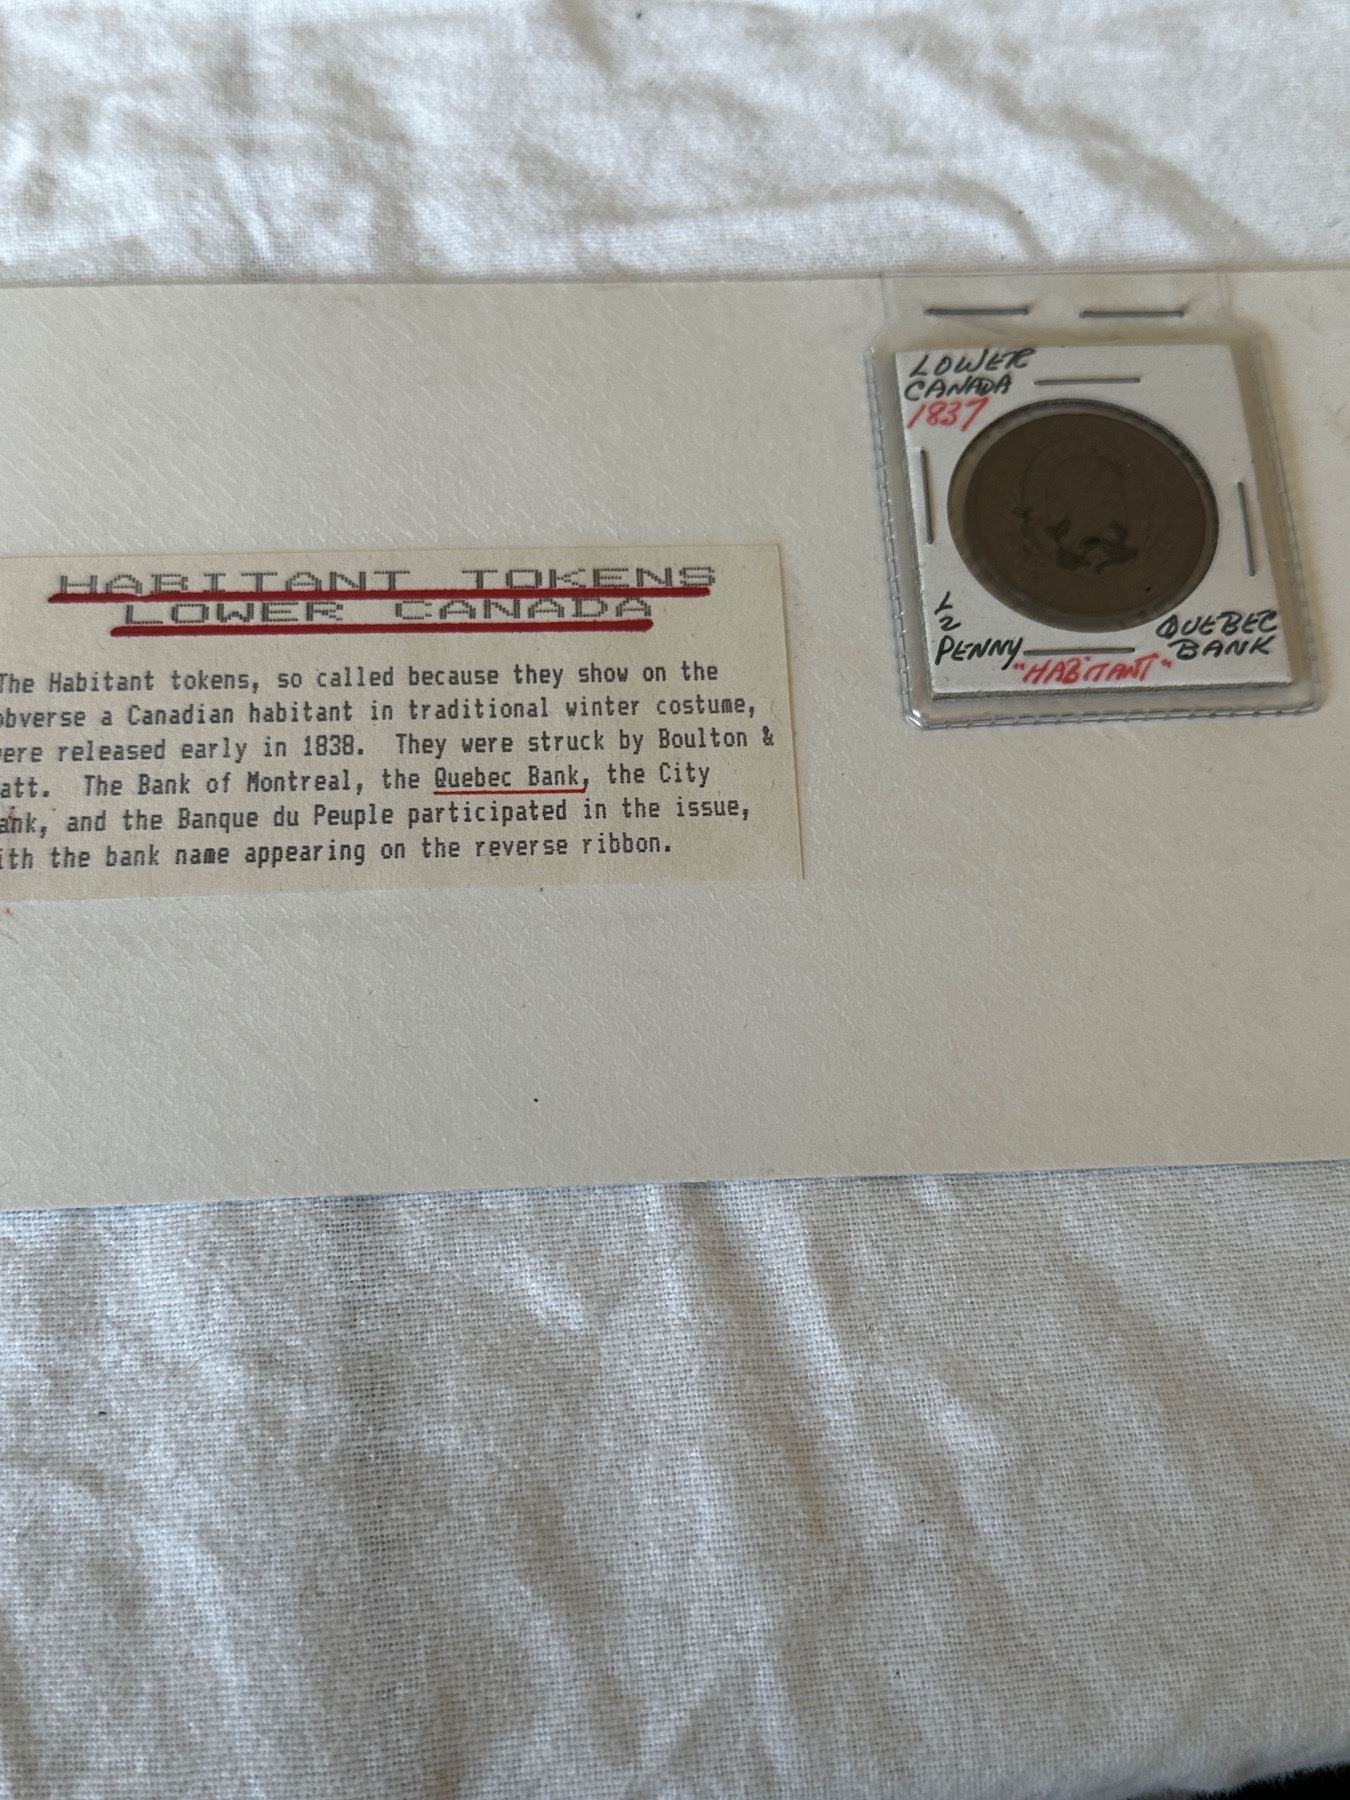 LOWER
CANADA
1837
1
2
PENNY
"HABITANT"
QUEBEC
BANK
HABITANT TOKENS
LOWER CANADA
The Habitant tokens, so called because they show on the
obverse a Canadian habitant in traditional winter costume,
were released early in 1838. They were struck by Boulton &
att. The Bank of Montreal, the Quebec Bank, the City
ank, and the Banque du Peuple participated in the issue,
ith the bank name appearing on the reverse ribbon.